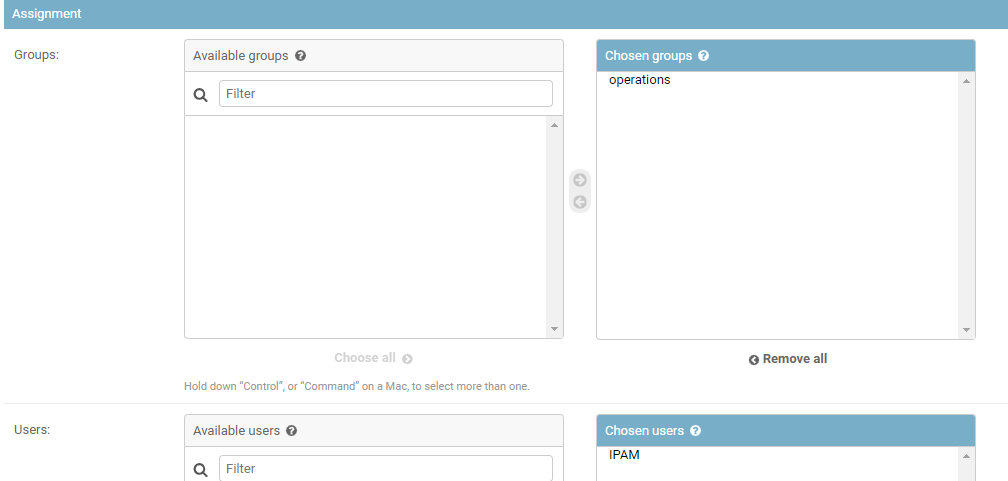 Assignment
Groups:
Available groups
Filter
Chosen groups
operations
Choose all
Remove all
Hold down "Control", or "Command" on a Mac, to select more than one.
Users:
Available users
Filter
Chosen users
IPAM